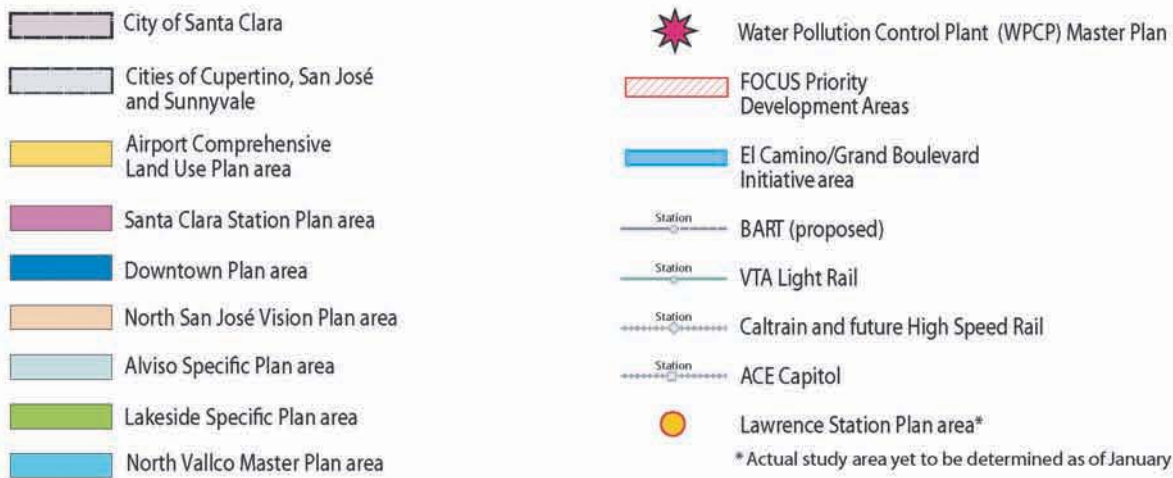 City of Santa Clara
Cities of Cupertino, San José
and Sunnyvale
Airport Comprehensive
Land Use Plan area
Santa Clara Station Plan area
Downtown Plan area
North San José Vision Plan area
Alviso Specific Plan area
Lakeside Specific Plan area
North Vallco Master Plan area
Water Pollution Control Plant (WPCP) Master Plan
FOCUS Priority
Development Areas
El Camino/Grand Boulevard
Initiative area
Station
BART (proposed)
Station
VTA Light Rail
Station
Caltrain and future High Speed Rail
Station
ACE Capitol
Lawrence Station Plan area*
* Actual study area yet to be determined as of January